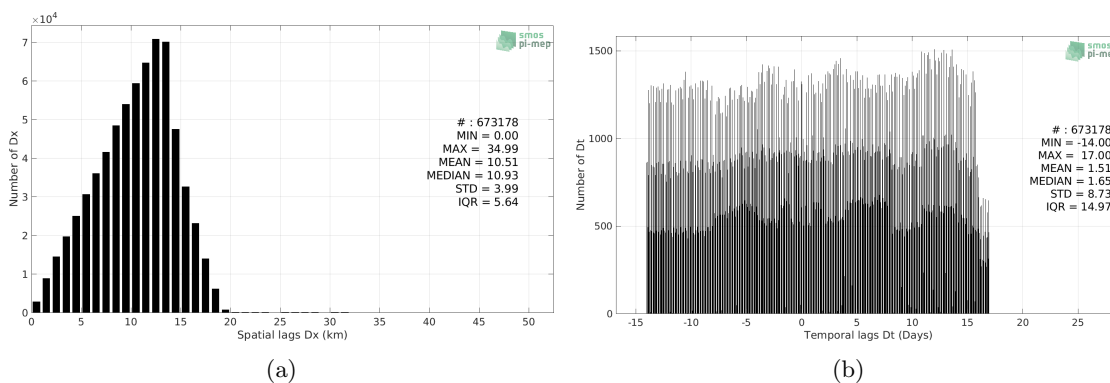 ×10⁴
7
6
5
4
3
2
1
0
Number of Dx
0 5 10 15 20 25 30 35 40 45 50
Spatial lags Dx (km)
smos
pi-mep
# : 673178
MIN = 0.00
MAX = 34.99
MEAN = 10.51
MEDIAN = 10.93
STD = 3.99
IQR = 5.64
(a)
1500
1000
500
0
Number of Dt
-15 -10 -5 0 5 10 15 20 25
Temporal lags Dt (Days)
smos
pi-me
# : 673178
MIN = -14.00
MAX = 17.00
MEAN = 1.51
MEDIAN = 1.65
STD = 8.73
IQR = 14.97
(b)